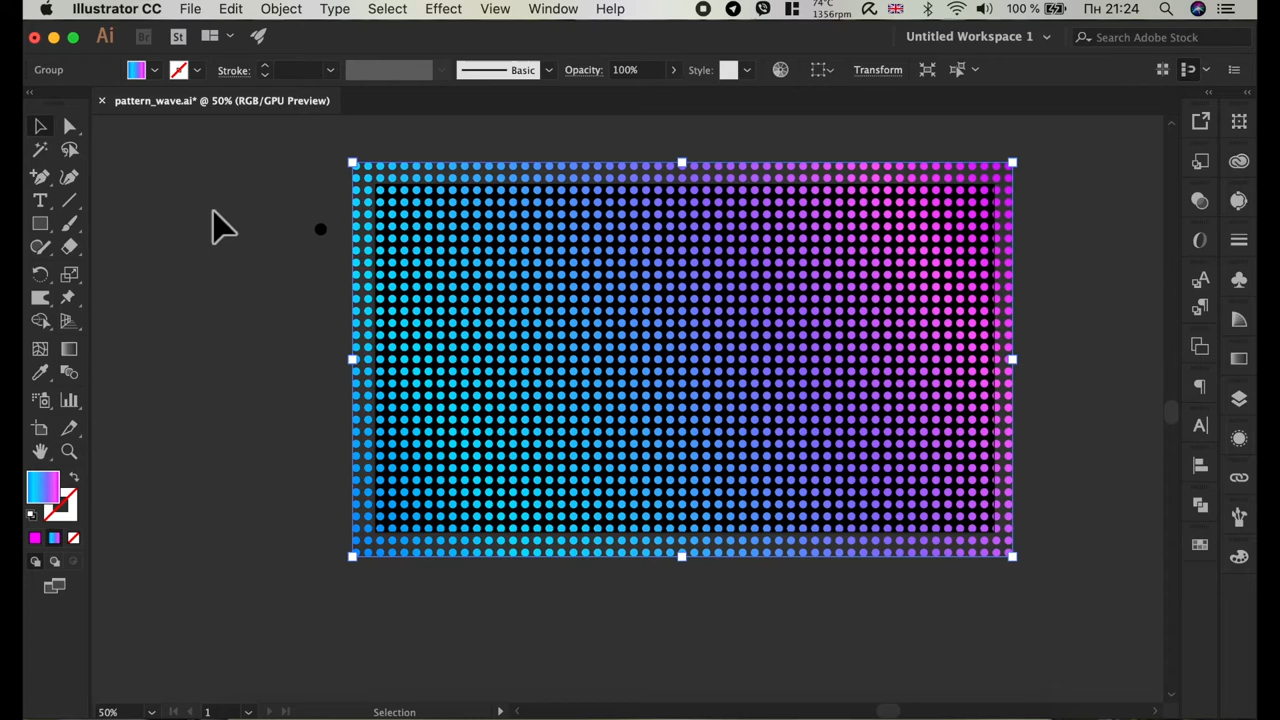 Illustrator CC File Edit Object Type Select Effect View Window Help 74°C 1356rpm 100 % Пн 21:24
Ai Br St Untitled Workspace 1 Search Adobe Stock
Group Stroke: Basic Opacity: 100% Style: Transform
× pattern_wave.ai* @ 50% (RGB/GPU Preview)
50% 1 Selection